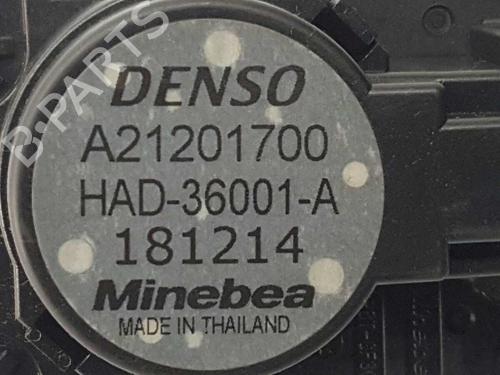 DENSO
A21201700
HAD-36001-A
181214
Minebea
MADE IN THAILAND
B-PARTS